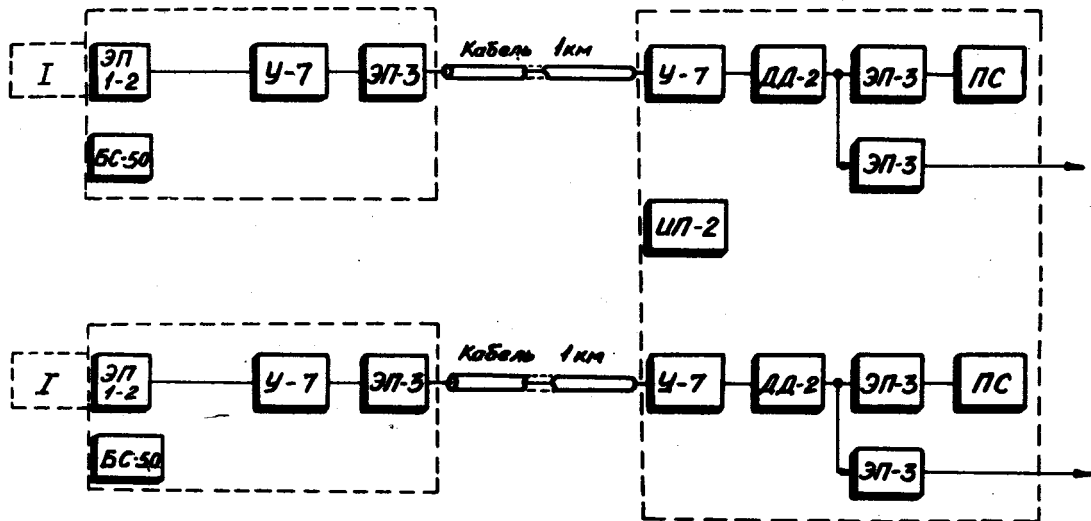 Кабель 1км
I
ЭП
1-2
У-7
ЭП-3
У-7
ДД-2
ЭП-3
ПС
БС-50
ЭП-3
ИП-2
Кабель 1км
I
ЭП
1-2
У-7
ЭП-3
У-7
ДД-2
ЭП-3
ПС
БС-50
ЭП-3